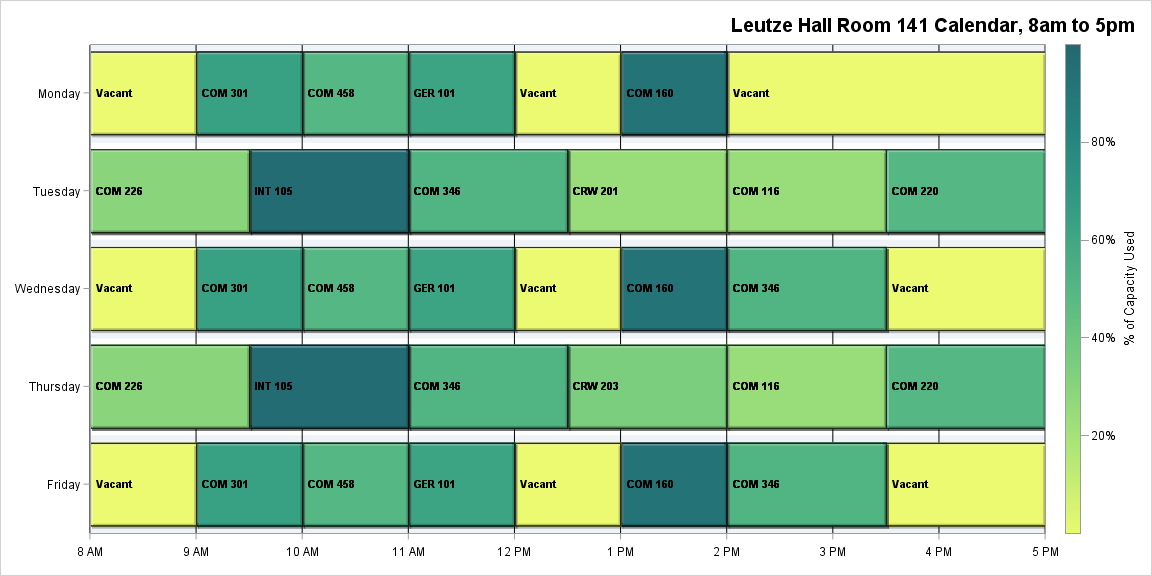 Leutze Hall Room 141 Calendar, 8am to 5pm
Monday
Vacant
COM 301
COM 458
GER 101
Vacant
COM 160
Vacant
Tuesday
COM 226
INT 105
COM 346
CRW 201
COM 116
COM 220
Wednesday
Vacant
COM 301
COM 458
GER 101
Vacant
COM 160
COM 346
Vacant
Thursday
COM 226
INT 105
COM 346
CRW 203
COM 116
COM 220
Friday
Vacant
COM 301
COM 458
GER 101
Vacant
COM 160
COM 346
Vacant
8 AM
9 AM
10 AM
11 AM
12 PM
1 PM
2 PM
3 PM
4 PM
5 PM
80%
60%
40%
20%
% of Capacity Used